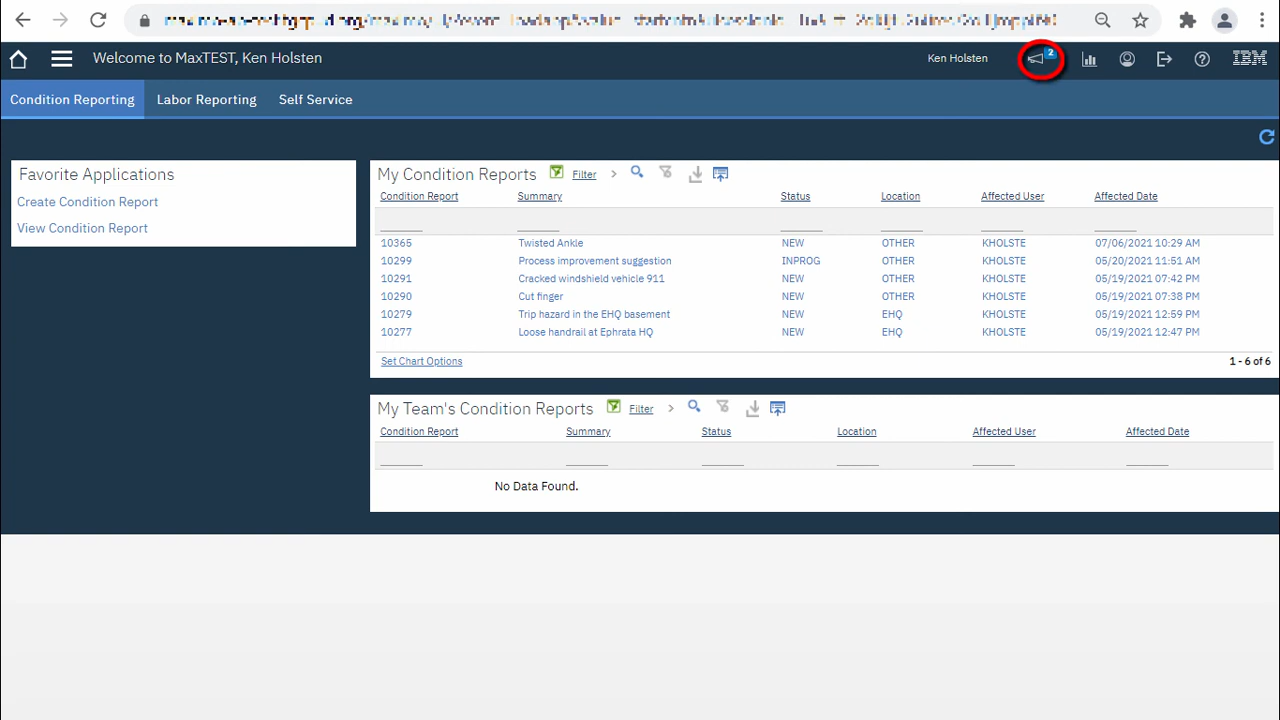 Welcome to MaxTEST, Ken Holsten
Ken Holsten
2
IBM
Condition Reporting Labor Reporting Self Service
Favorite Applications
Create Condition Report
View Condition Report
My Condition Reports Filter
Condition Report Summary Status Location Affected User Affected Date
10365 Twisted Ankle NEW OTHER KHOLSTE 07/06/2021 10:29 AM
10299 Process improvement suggestion INPROG OTHER KHOLSTE 05/20/2021 11:51 AM
10291 Cracked windshield vehicle 911 NEW OTHER KHOLSTE 05/19/2021 07:42 PM
10290 Cut finger NEW OTHER KHOLSTE 05/19/2021 07:38 PM
10279 Trip hazard in the EHQ basement NEW EHQ KHOLSTE 05/19/2021 12:59 PM
10277 Loose handrail at Ephrata HQ NEW EHQ KHOLSTE 05/19/2021 12:47 PM
Set Chart Options 1 - 6 of 6
My Team's Condition Reports Filter
Condition Report Summary Status Location Affected User Affected Date
No Data Found.